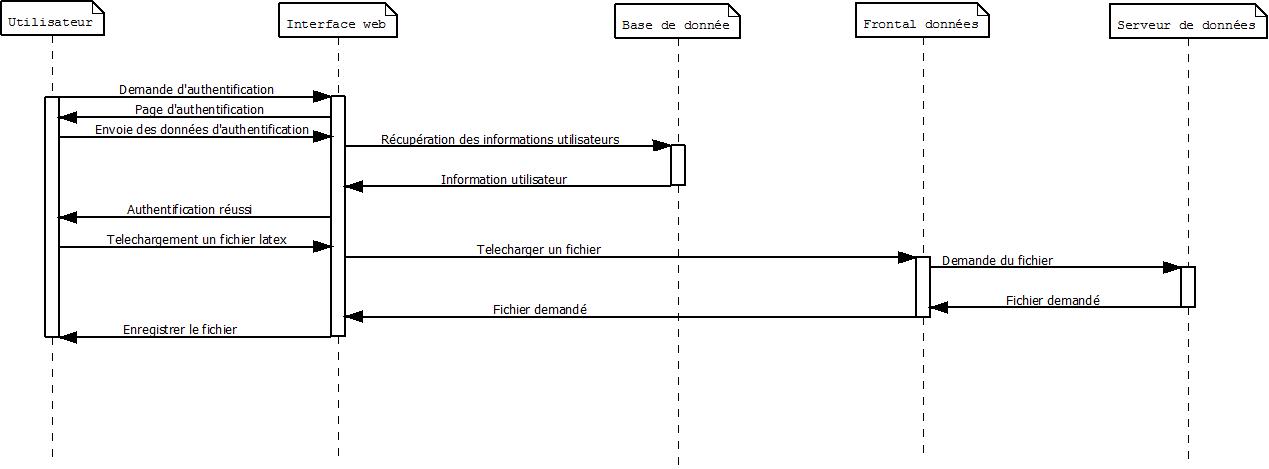 Utilisateur
Interface web
Base de donnée
Frontal données
Serveur de données
Demande d'authentification
Page d'authentification
Envoie des données d'authentification
Récupération des informations utilisateurs
Information utilisateur
Authentification réussi
Telechargement un fichier latex
Telecharger un fichier
Demande du fichier
Fichier demandé
Fichier demandé
Enregistrer le fichier